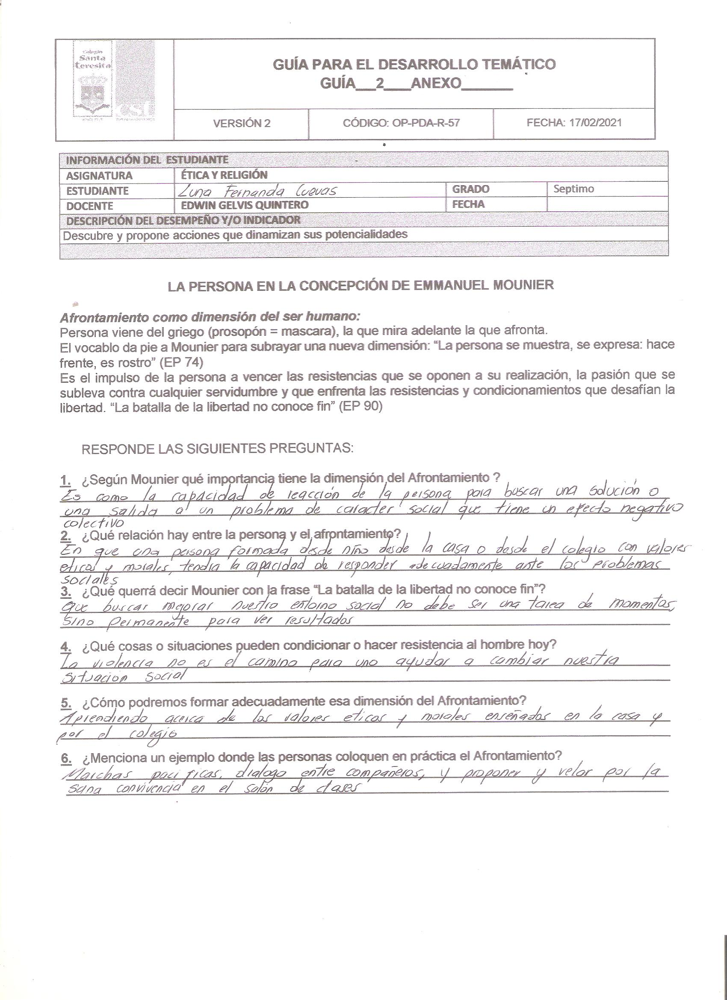 Colegio
Santa
teresita
cst
GUÍA PARA EL DESARROLLO TEMÁTICO
GUÍA__2___ANEXO______
VERSIÓN 2
CÓDIGO: OP-PDA-R-57
FECHA: 17/02/2021
INFORMACIÓN DEL ESTUDIANTE
ASIGNATURA ÉTICA Y RELIGIÓN
ESTUDIANTE Luna Fernanda Cuevas GRADO Septimo
DOCENTE EDWIN GELVIS QUINTERO FECHA
DESCRIPCIÓN DEL DESEMPEÑO Y/O INDICADOR
Descubre y propone acciones que dinamizan sus potencialidades
LA PERSONA EN LA CONCEPCIÓN DE EMMANUEL MOUNIER
Afrontamiento como dimensión del ser humano:
Persona viene del griego (prosopón = mascara), la que mira adelante la que afronta.
El vocablo da pie a Mounier para subrayar una nueva dimensión: “La persona se muestra, se expresa: hace
frente, es rostro” (EP 74)
Es el impulso de la persona a vencer las resistencias que se oponen a su realización, la pasión que se
subleva contra cualquier servidumbre y que enfrenta las resistencias y condicionamientos que desafían la
libertad. “La batalla de la libertad no conoce fin” (EP 90)
RESPONDE LAS SIGUIENTES PREGUNTAS:
1. ¿Según Mounier qué importancia tiene la dimensión del Afrontamiento ?
Es como la capacidad de reacción de la persona para buscar una solución o
una salida a un problema de caracter social que tiene un efecto negativo
colectivo
2. ¿Qué relación hay entre la persona y el afrontamiento?
En que una persona formada desde niño desde la casa o desde el colegio con valores
eticos y morales, tendra la capacidad de responder adecuadamente ante los problemas
sociales
3. ¿Qué querrá decir Mounier con la frase “La batalla de la libertad no conoce fin”?
que buscar mejorar nuestro entorno social no debe ser una tarea de momentos,
sino permanente para ver resultados
4. ¿Qué cosas o situaciones pueden condicionar o hacer resistencia al hombre hoy?
La violencia no es el camino para uno ayudar a cambiar nuestra
situacion social
5. ¿Cómo podremos formar adecuadamente esa dimensión del Afrontamiento?
Aprendiendo acerca de los valores eticos y morales enseñados en la casa y
por el colegio
6. ¿Menciona un ejemplo donde las personas coloquen en práctica el Afrontamiento?
Marchas pacificas, dialogo entre compañeros, y proponer y velar por la
sana convivencia en el salón de clases